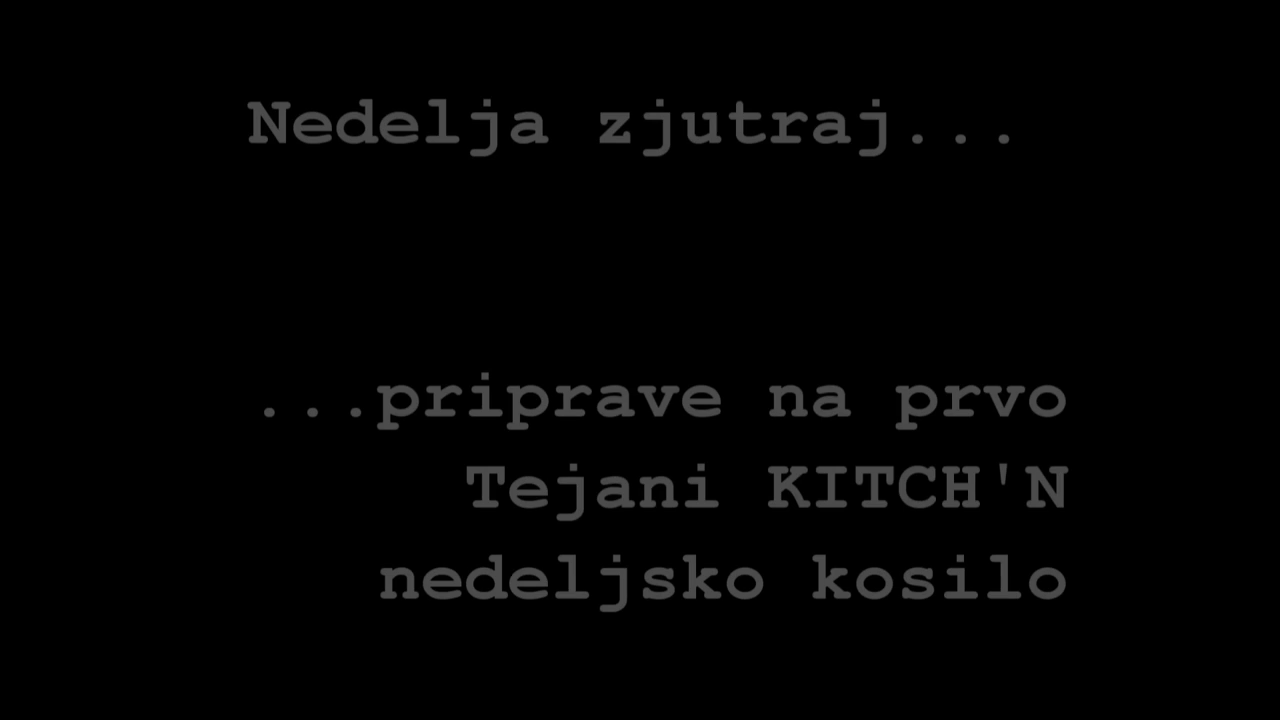 Nedelja zjutraj...
...priprave na prvo
Tejani KITCH'N
nedeljsko kosilo